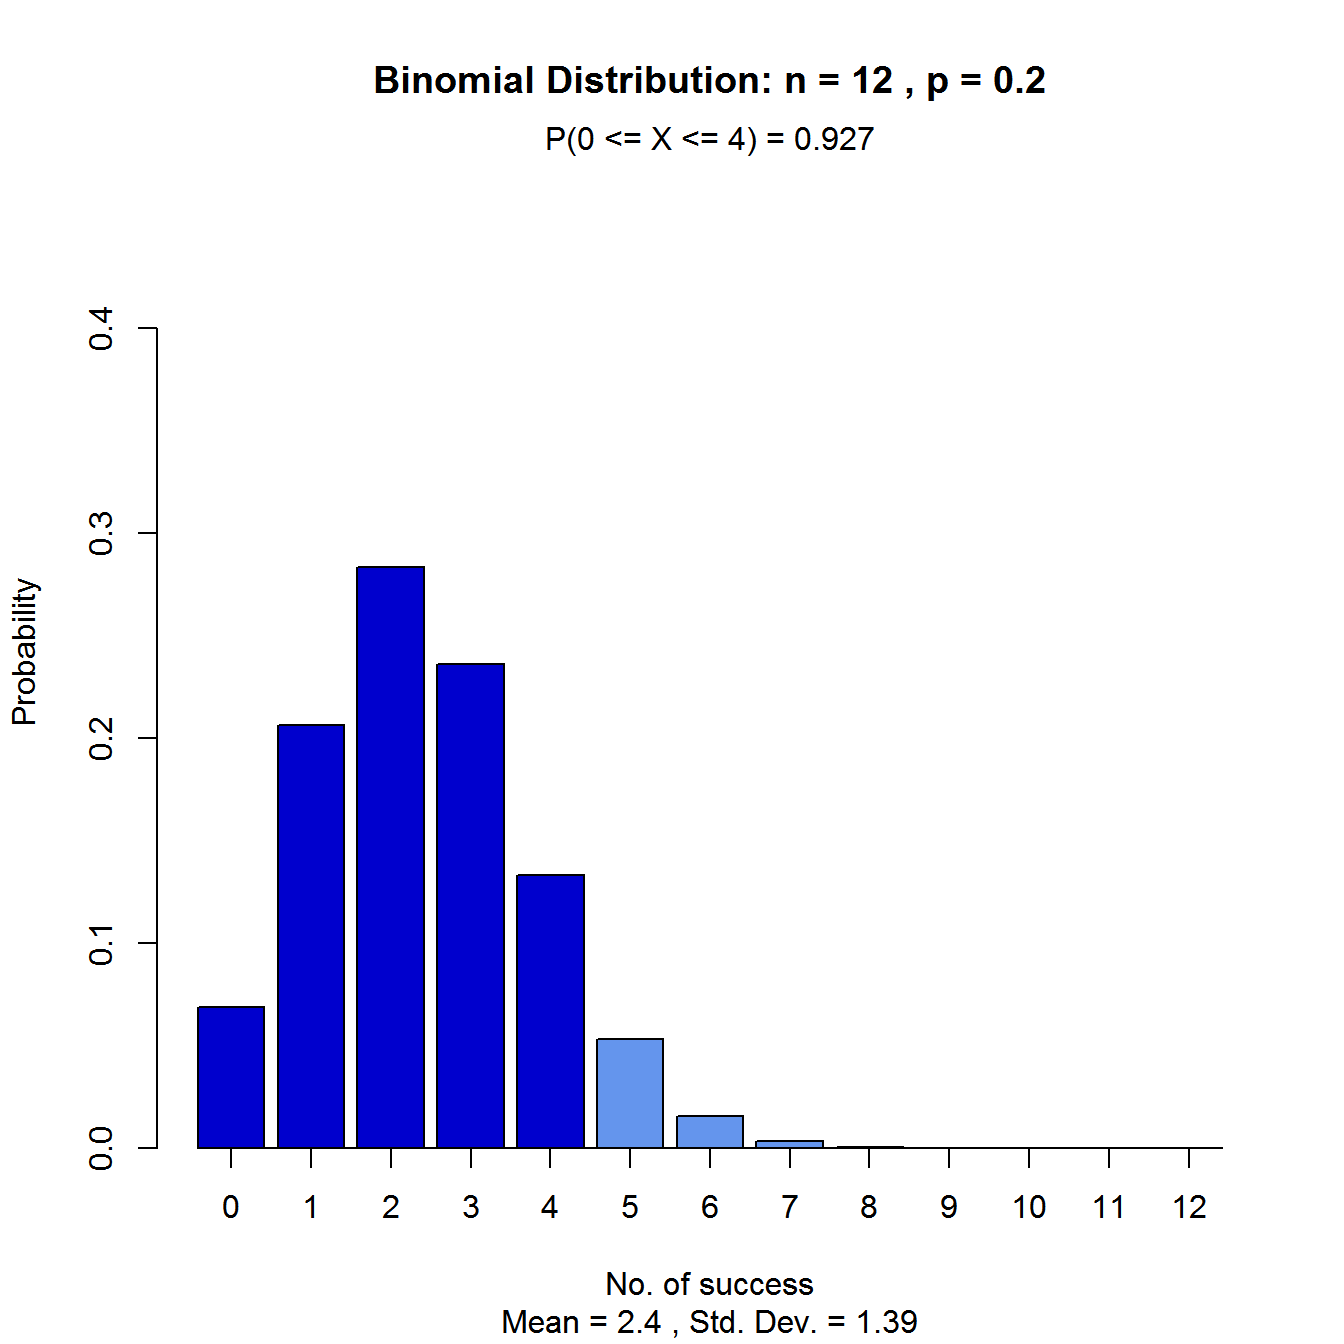 Binomial Distribution: n = 12 , p = 0.2
P(0 <= X <= 4) = 0.927
0.4
0.3
0.2
0.1
0.0
Probability
0 1 2 3 4 5 6 7 8 9 10 11 12
No. of success
Mean = 2.4 , Std. Dev. = 1.39